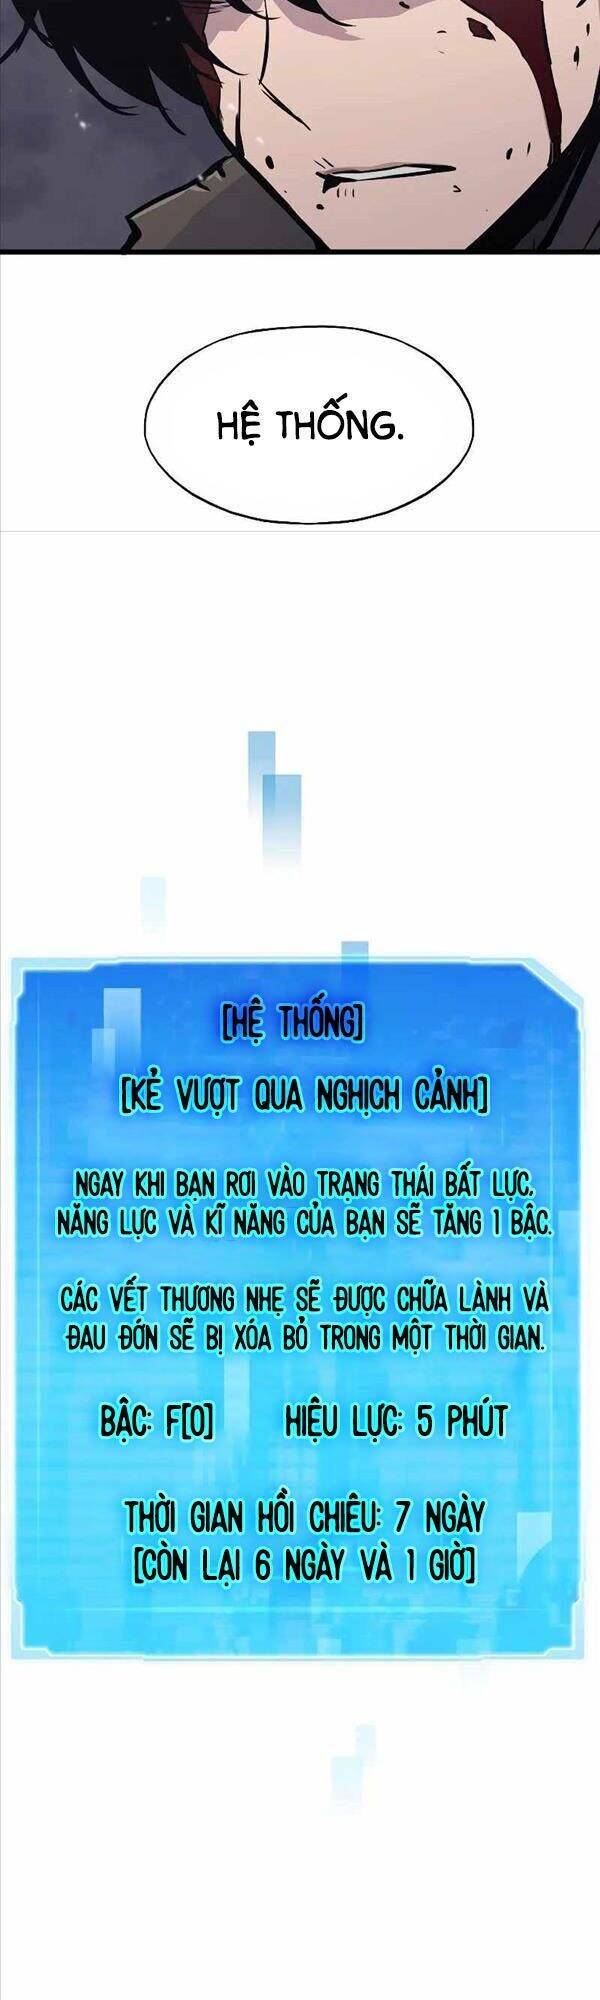 HỆ THỐNG.
[HỆ THỐNG]
[KẺ VƯỢT QUA NGHỊCH CẢNH]
NGAY KHI BẠN RƠI VÀO TRẠNG THÁI BẤT LỰC,
NĂNG LỰC VÀ KĨ NĂNG CỦA BẠN SẼ TĂNG 1 BẬC.
CÁC VẾT THƯƠNG NHẸ SẼ ĐƯỢC CHỮA LÀNH VÀ
ĐAU ĐỚN SẼ BỊ XÓA BỎ TRONG MỘT THỜI GIAN.
BẬC: F[0] HIỆU LỰC: 5 PHÚT
THỜI GIAN HỒI CHIÊU: 7 NGÀY
[CÒN LẠI 6 NGÀY VÀ 1 GIỜ]